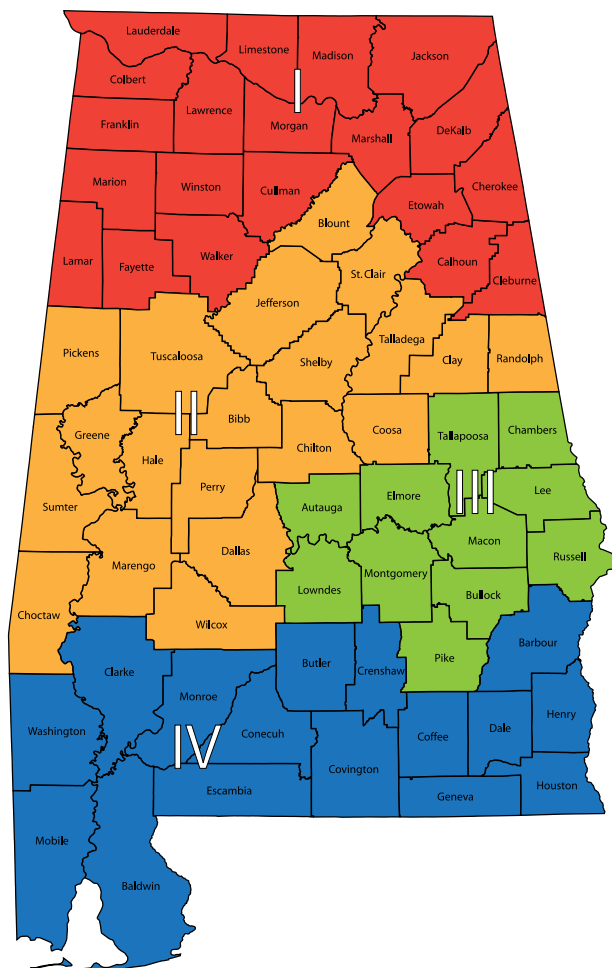 Lauderdale
Limestone
Madison
Jackson
Colbert
Lawrence
I
Franklin
Morgan
Marshall
DeKalb
Marion
Winston
Cullman
Cherokee
Etowah
Blount
Lamar
Fayette
Walker
Calhoun
Cleburne
St. Clair
Jefferson
Pickens
Tuscaloosa
Shelby
Talladega
Clay
Randolph
II
Greene
Bibb
Chilton
Coosa
Tallapoosa
Chambers
Hale
Perry
Sumter
Autauga
Elmore
III
Lee
Macon
Russell
Marengo
Dallas
Lowndes
Montgomery
Bullock
Choctaw
Wilcox
Clarke
Butler
Crenshaw
Pike
Barbour
Monroe
Washington
IV
Conecuh
Coffee
Dale
Henry
Covington
Escambia
Geneva
Houston
Mobile
Baldwin